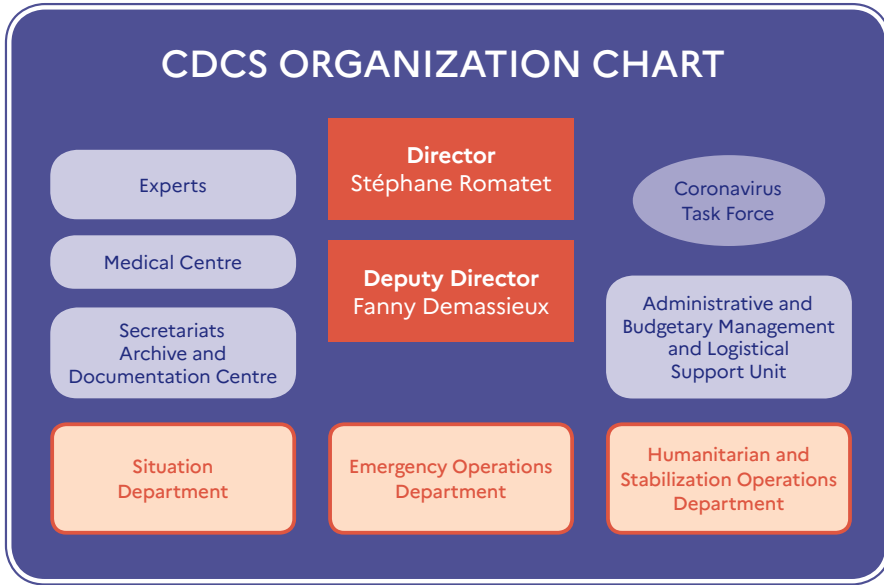 CDCS ORGANIZATION CHART
Experts
Medical Centre
Secretariats
Archive and
Documentation Centre
Director
Stéphane Romatet
Deputy Director
Fanny Demassieux
Coronavirus
Task Force
Administrative and
Budgetary Management
and Logistical
Support Unit
Situation
Department
Emergency Operations
Department
Humanitarian and
Stabilization Operations
Department